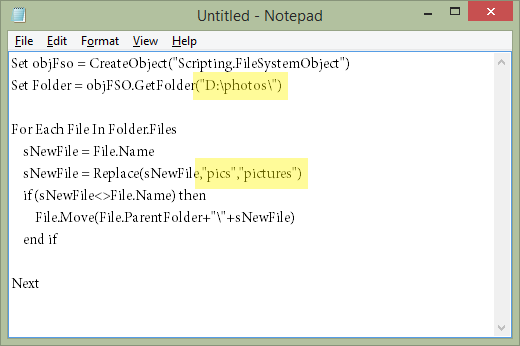 Untitled - Notepad
File Edit Format View Help
Set objFso = CreateObject("Scripting.FileSystemObject")
Set Folder = objFSO.GetFolder("D:\photos\")
For Each File In Folder.Files
sNewFile = File.Name
sNewFile = Replace(sNewFile,"pics","pictures")
if (sNewFile<>File.Name) then
File.Move(File.ParentFolder+"\"+sNewFile)
end if
Next